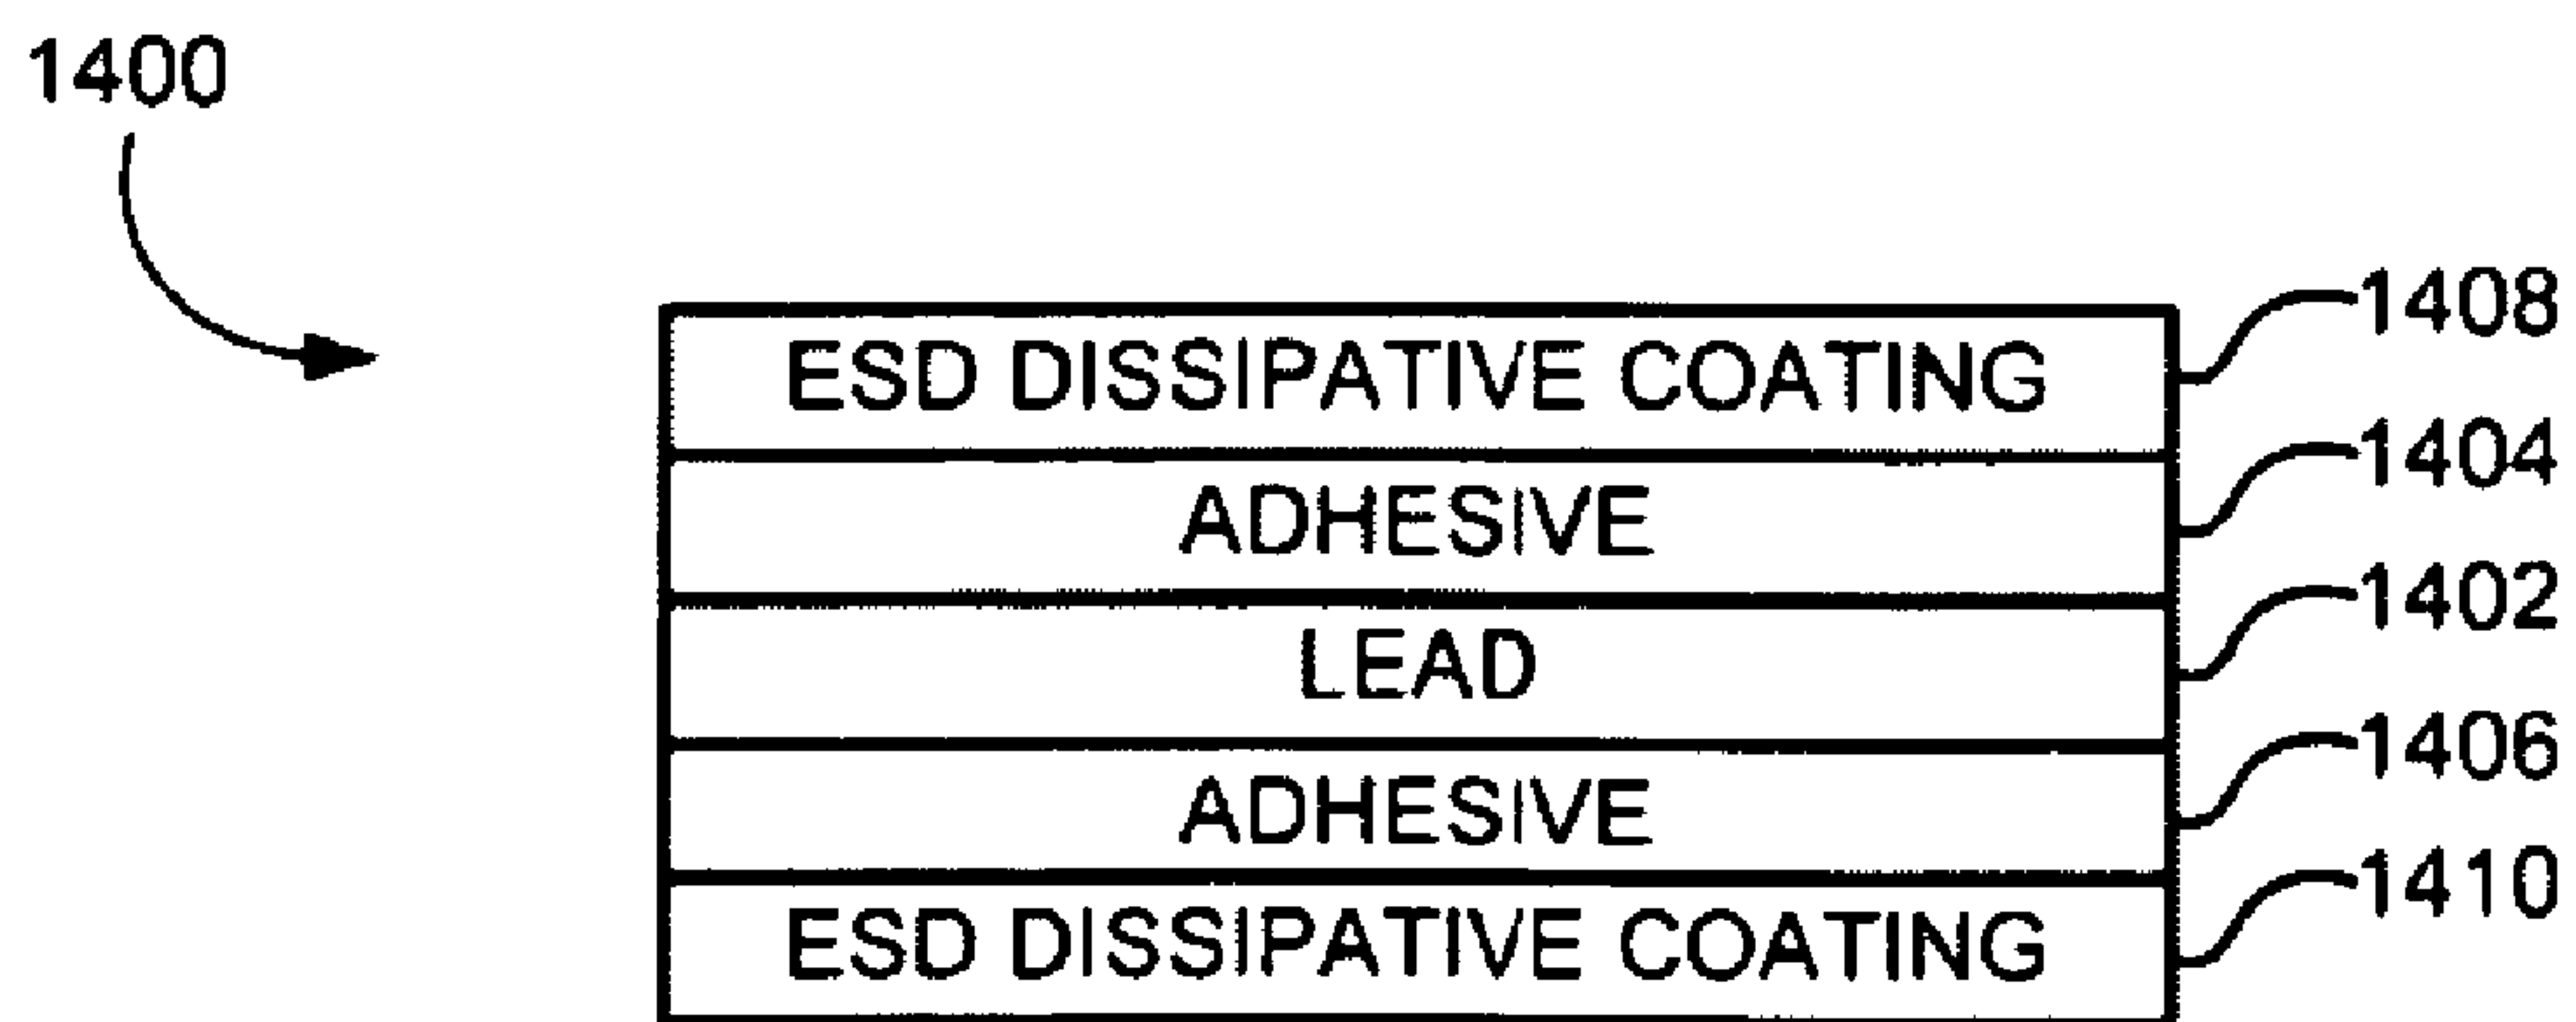 1400
ESD DISSIPATIVE COATING 1408
ADHESIVE 1404
LEAD 1402
ADHESIVE 1406
ESD DISSIPATIVE COATING 1410